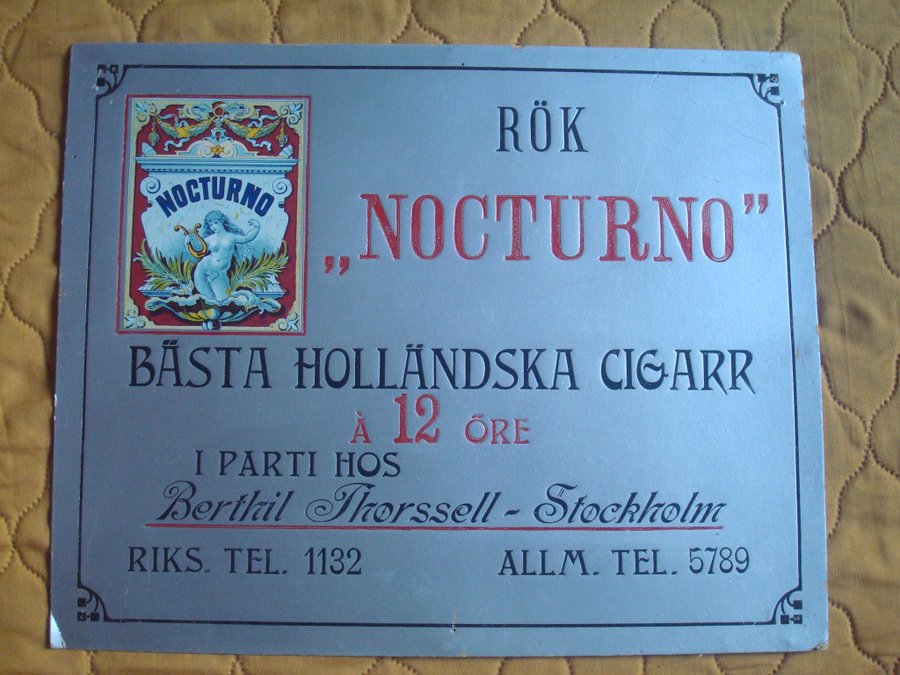 NOCTURNO
RÖK
„NOCTURNO”
BÄSTA HOLLÄNDSKA CIGARR
À 12 ÖRE
I PARTI HOS
Berthil Thorssell - Stockholm
RIKS. TEL. 1132 ALLM. TEL. 5789